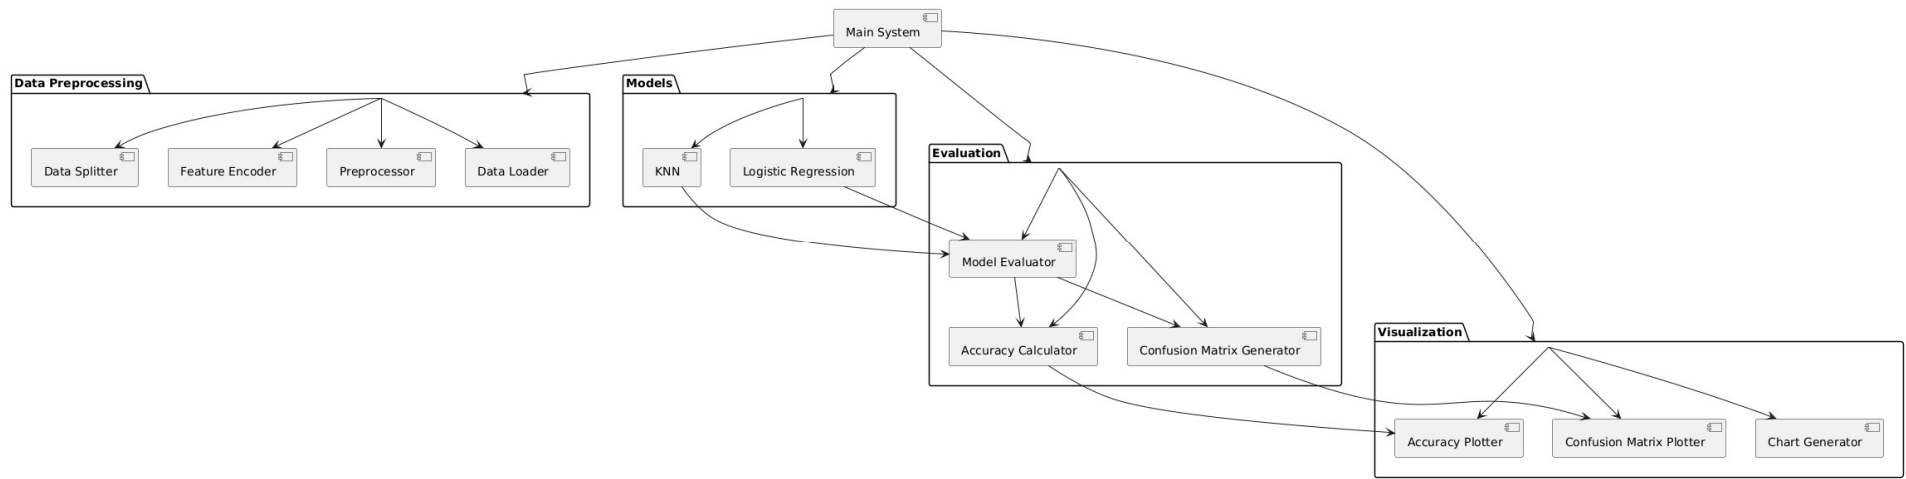 Main System
Data Preprocessing
Models
Data Splitter
Feature Encoder
Preprocessor
Data Loader
KNN
Logistic Regression
Evaluation
Model Evaluator
Accuracy Calculator
Confusion Matrix Generator
Visualization
Accuracy Plotter
Confusion Matrix Plotter
Chart Generator